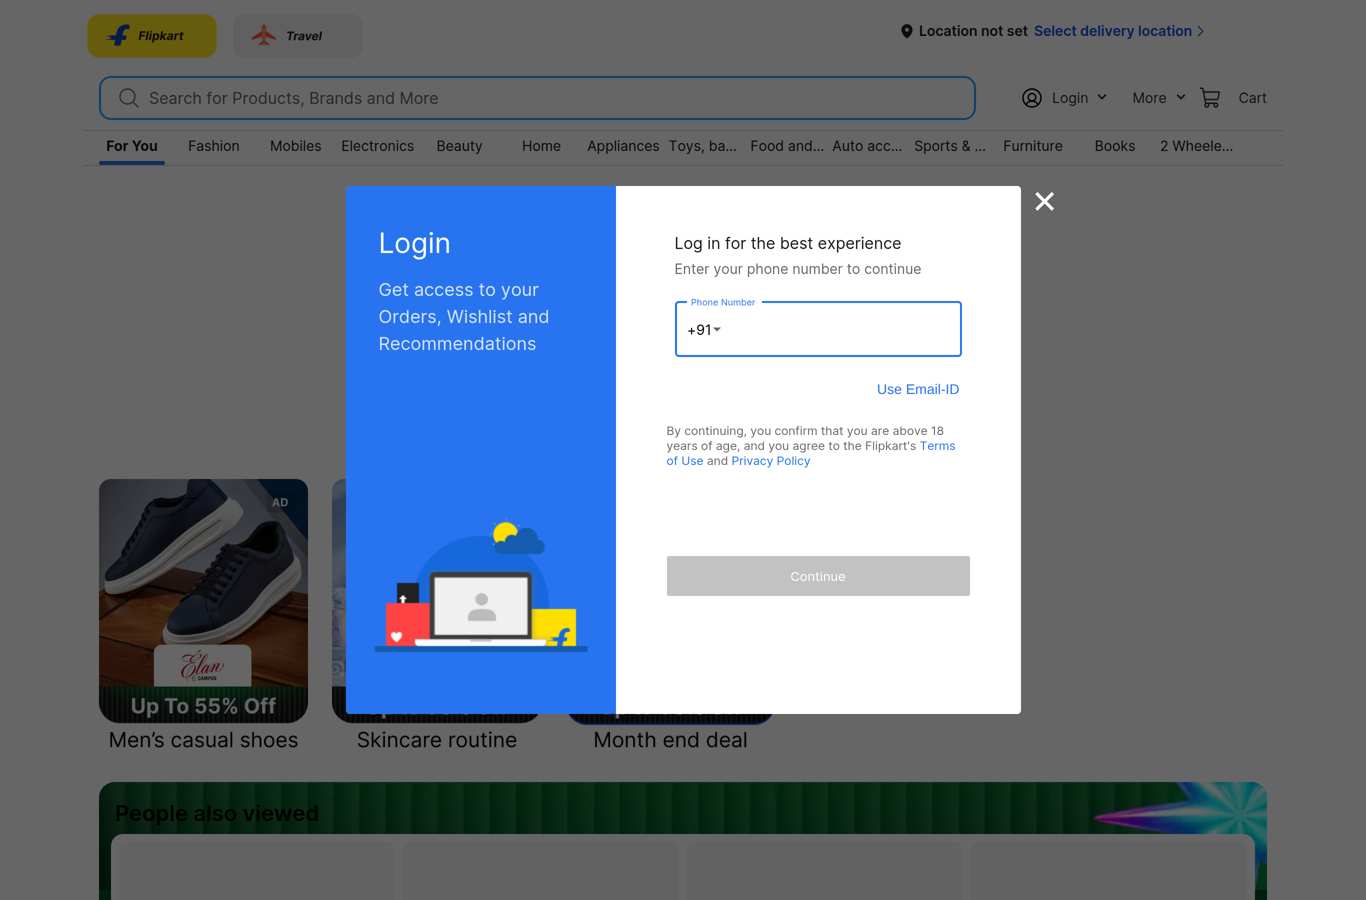 Flipkart
Travel
Location not set Select delivery location
Search for Products, Brands and More
Login
More
Cart
For You
Fashion
Mobiles
Electronics
Beauty
Home
Appliances
Toys, ba...
Food and...
Auto acc...
Sports & ...
Furniture
Books
2 Wheele...
Login
Get access to your
Orders, Wishlist and
Recommendations
Log in for the best experience
Enter your phone number to continue
Phone Number
+91
Use Email-ID
By continuing, you confirm that you are above 18
years of age, and you agree to the Flipkart's Terms
of Use and Privacy Policy
Continue
AD
Élan
CAMPUS
Up To 55% Off
Men's casual shoes
Skincare routine
Month end deal
People also viewed